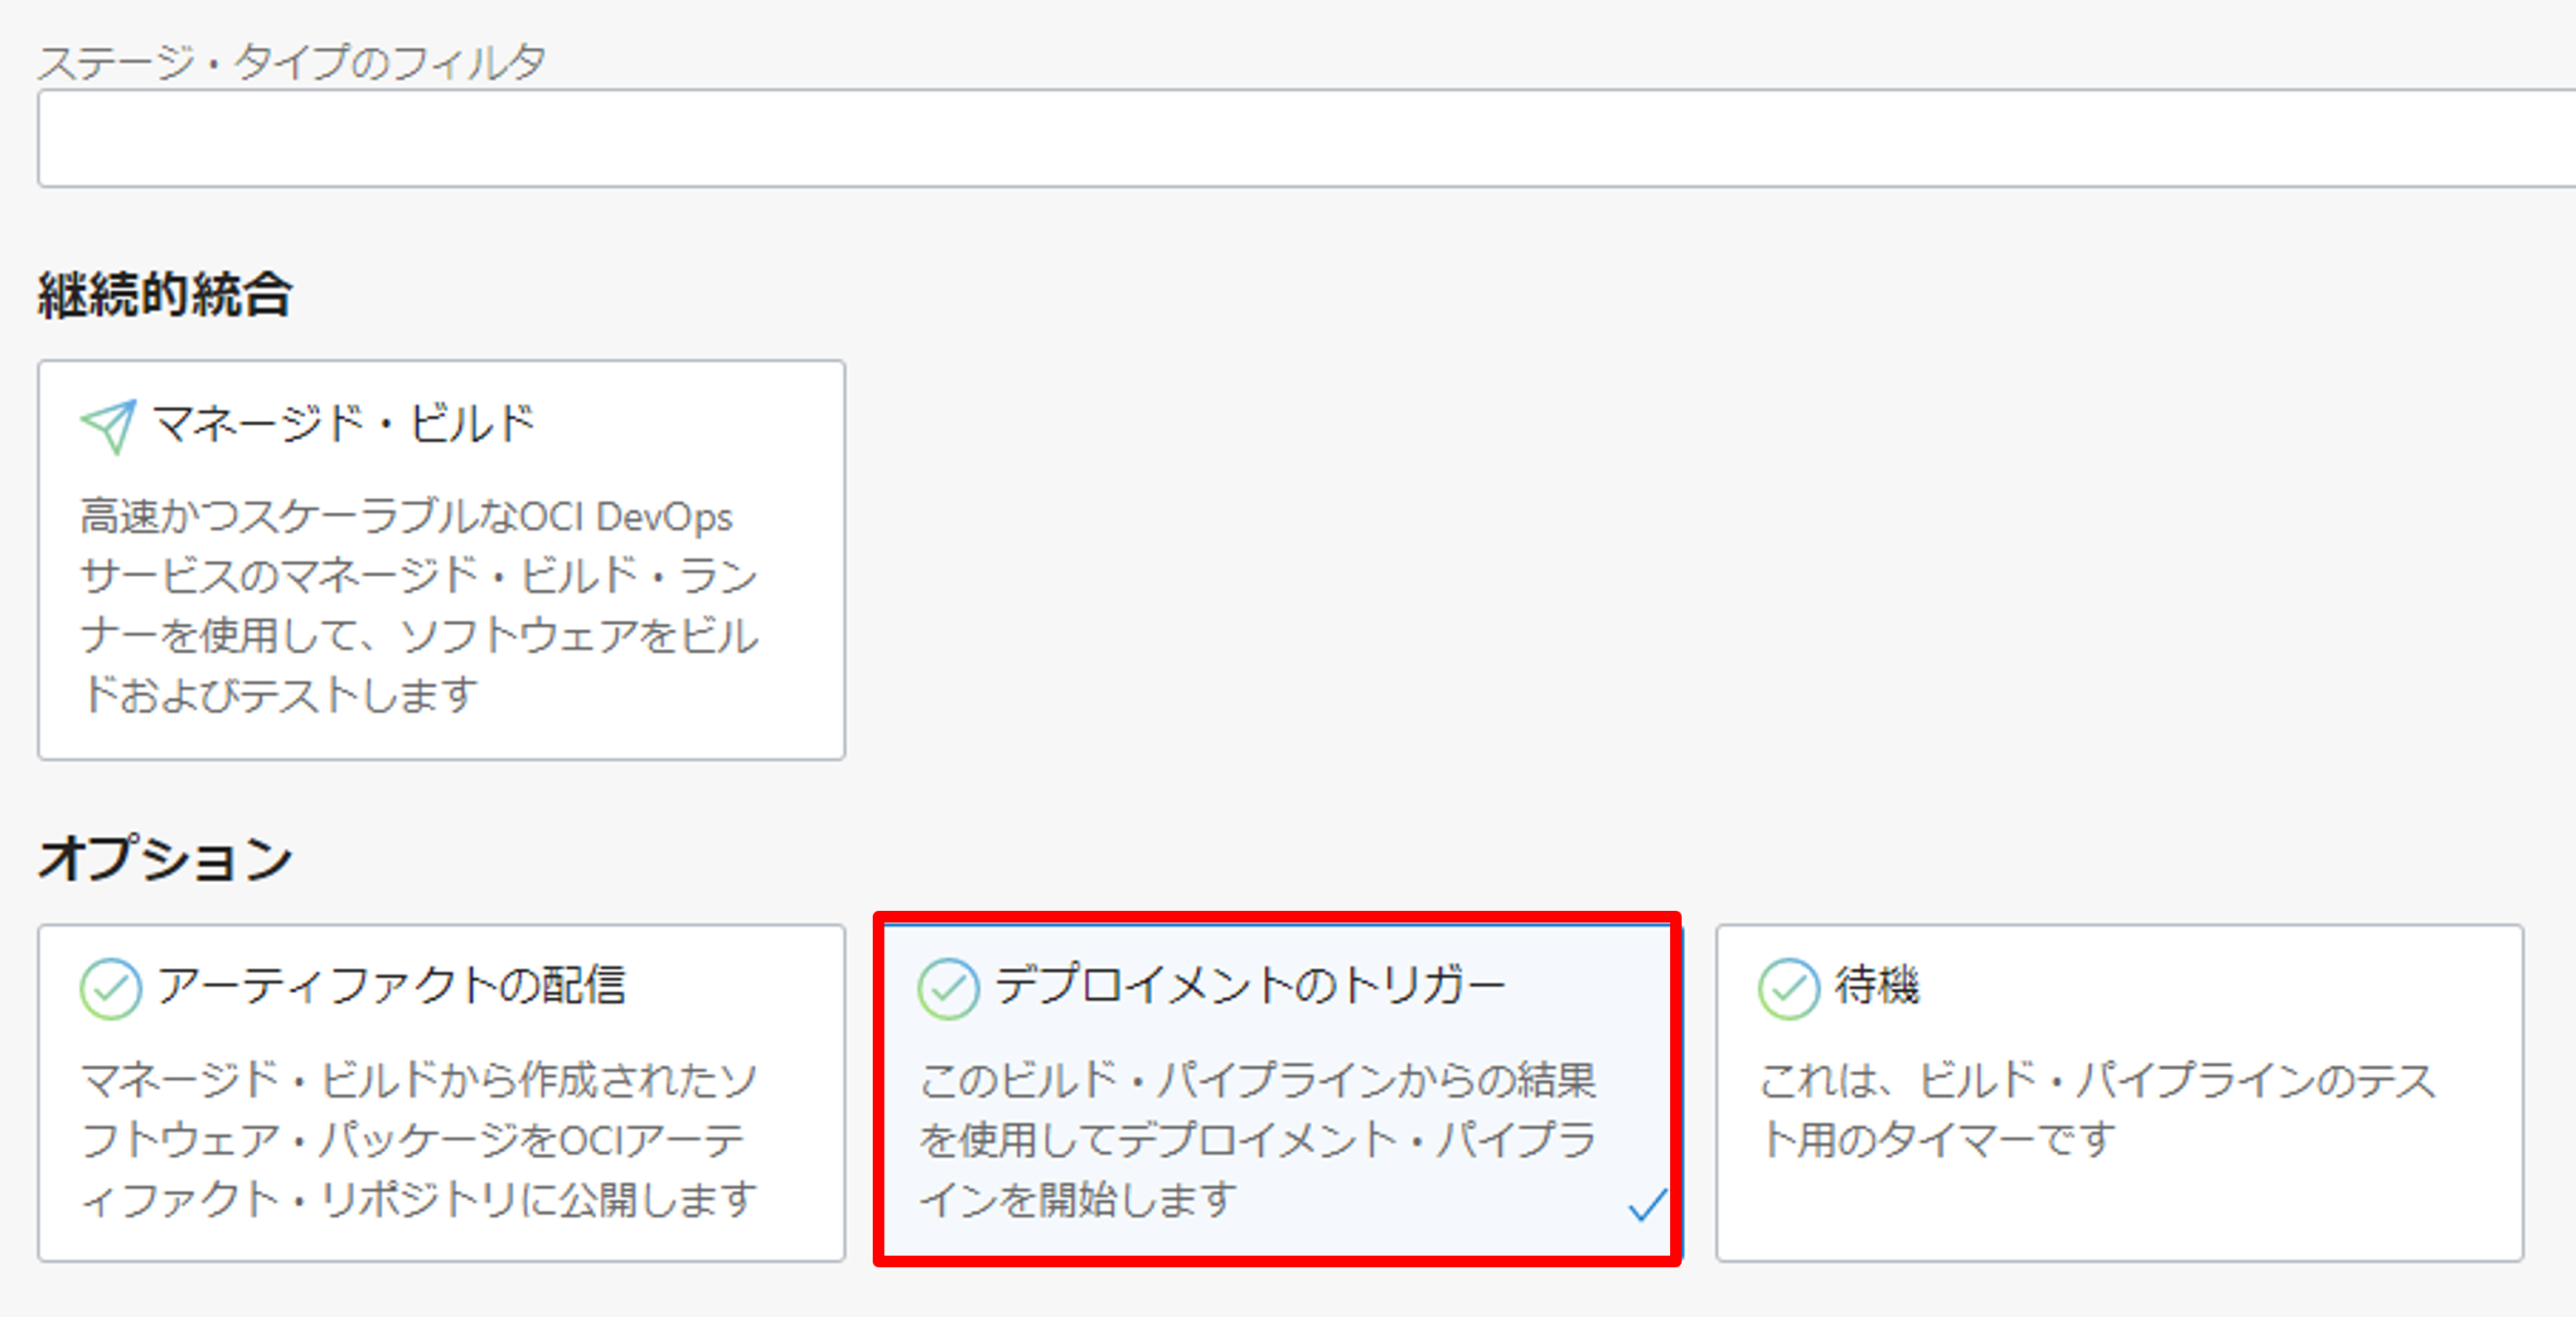 ステージ・タイプのフィルタ
継続的統合
マネージド・ビルド
高速かつスケーラブルなOCI DevOps
サービスのマネージド・ビルド・ラン
ナーを使用して、ソフトウェアをビル
ドおよびテストします
オプション
アーティファクトの配信
マネージド・ビルドから作成されたソ
フトウェア・パッケージをOCIアーテ
ィファクト・リポジトリに公開します
デプロイメントのトリガー
このビルド・パイプラインからの結果
を使用してデプロイメント・パイプラ
インを開始します
待機
これは、ビルド・パイプラインのテス
ト用のタイマーです